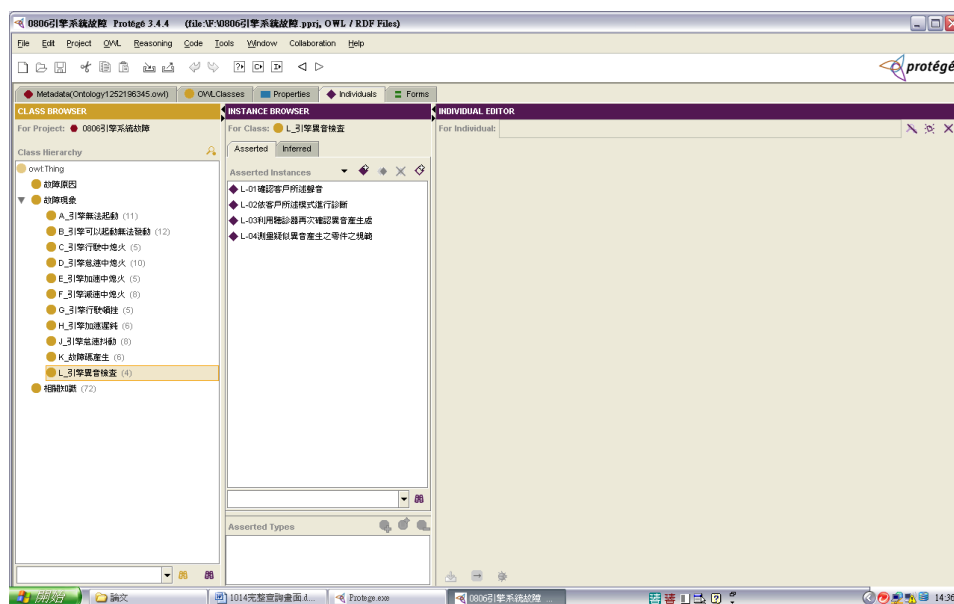 0806引擎系統故障 Protégé 3.4.4 (file:\F:\0806引擎系統故障.pprj, OWL / RDF Files)
File Edit Project OWL Reasoning Code Tools Window Collaboration Help
protégé
Metadata(Ontology1252196345.owl) OWLClasses Properties Individuals Forms
CLASS BROWSER
For Project: 0806引擎系統故障
Class Hierarchy
owl:Thing
故障原因
故障現象
A_引擎無法起動 (11)
B_引擎可以起動無法發動 (12)
C_引擎行駛中熄火 (5)
D_引擎怠速中熄火 (10)
E_引擎加速中熄火 (5)
F_引擎減速中熄火 (8)
G_引擎行駛頓挫 (5)
H_引擎加速遲鈍 (6)
J_引擎怠速抖動 (8)
K_故障碼產生 (6)
L_引擎異音檢查 (4)
相關知識 (72)
INSTANCE BROWSER
For Class: L_引擎異音檢查
Asserted Inferred
Asserted Instances
L-01確認客戶所述聲音
L-02依客戶所述模式進行診斷
L-03利用聽診器再次確認異音產生處
L-04測量疑似異音產生之零件之規範
Asserted Types
INDIVIDUAL EDITOR
For Individual:
開始 論文 1014完整查詢畫面.d... Protege.exe 0806引擎系統故障 ... 14:36